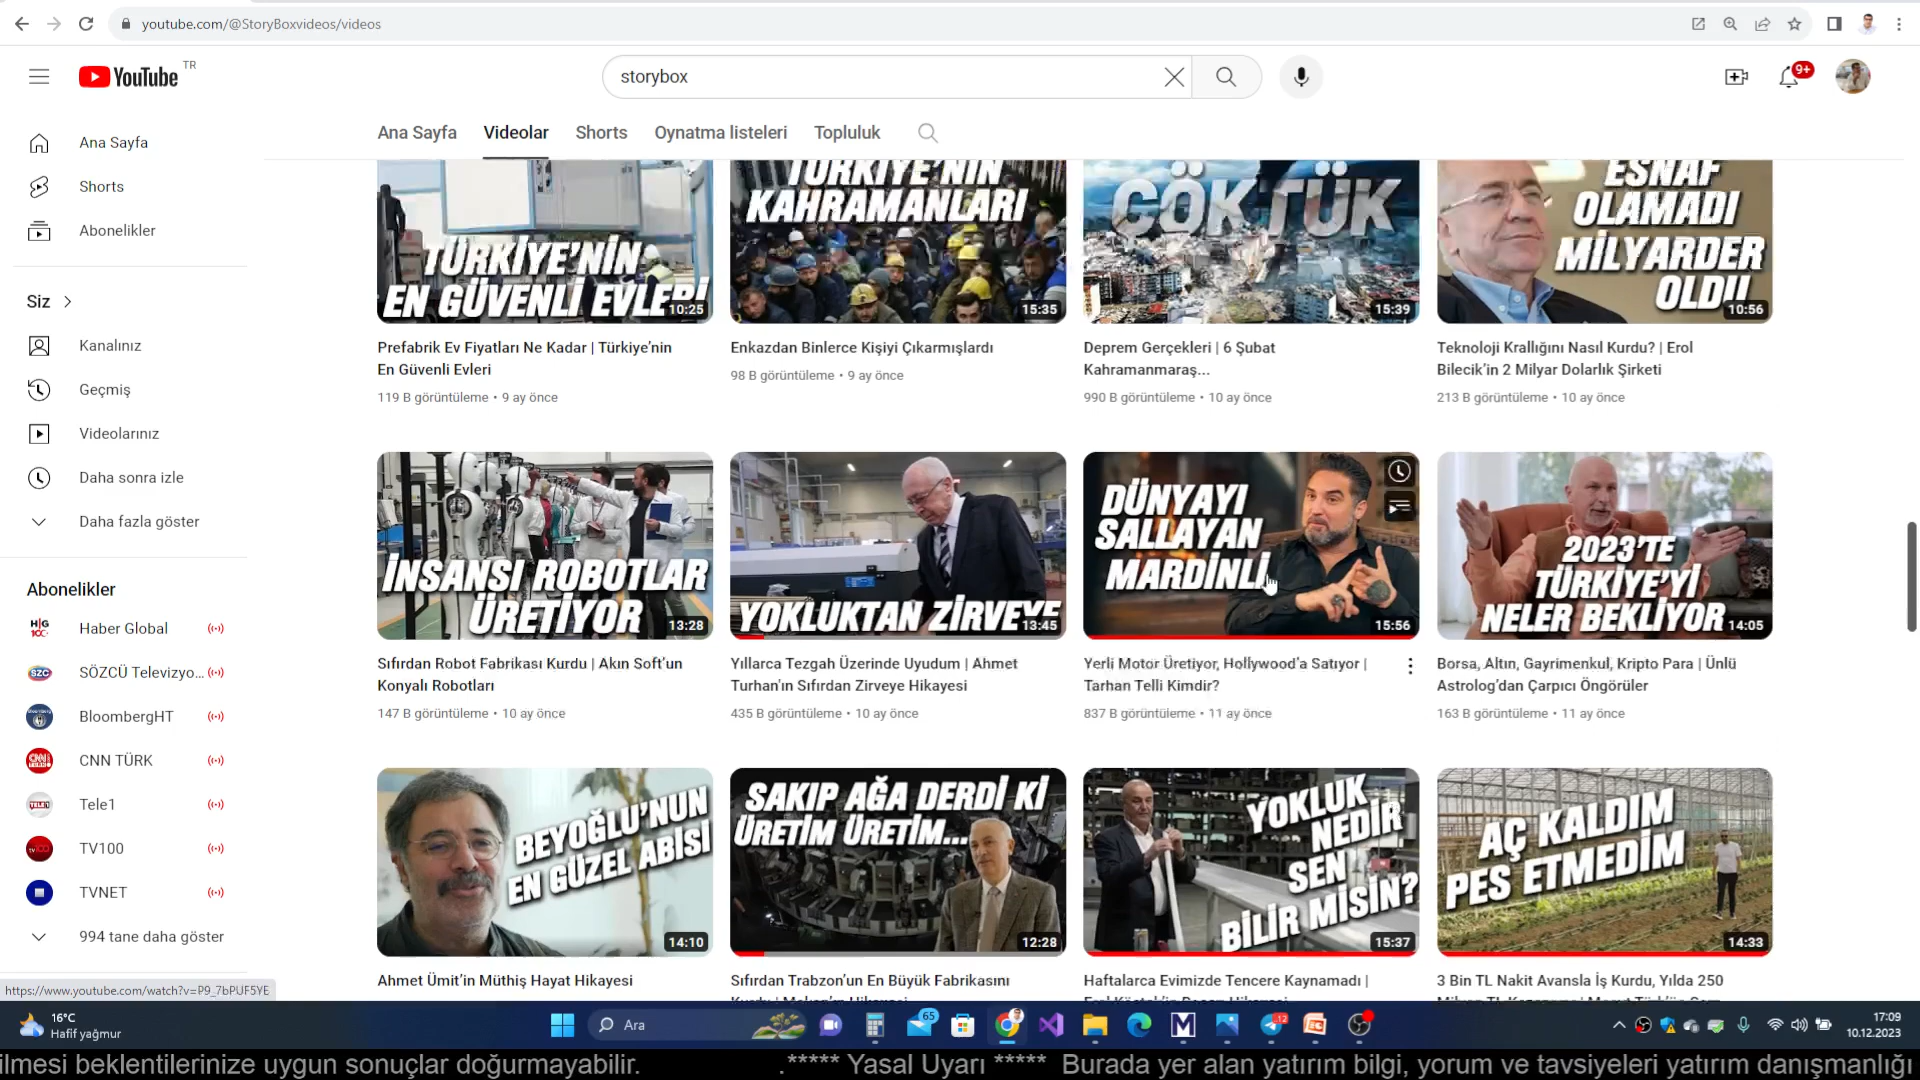 youtube.com/@StoryBoxvideos/videos
YouTube TR
storybox
9+
Ana Sayfa
Shorts
Abonelikler
Siz
Kanalınız
Geçmiş
Videolarınız
Daha sonra izle
Daha fazla göster
Abonelikler
Haber Global
SÖZCÜ Televizyo...
BloombergHT
CNN TÜRK
Tele1
TV100
TVNET
994 tane daha göster
Ana Sayfa Videolar Shorts Oynatma listeleri Topluluk
TÜRKİYE'NİN
EN GÜVENLİ EVLERİ
10:25
Prefabrik Ev Fiyatları Ne Kadar | Türkiye'nin
En Güvenli Evleri
119 B görüntüleme • 9 ay önce
TÜRKİYE'NİN
KAHRAMANLARI
15:35
Enkazdan Binlerce Kişiyi Çıkarmışlardı
98 B görüntüleme • 9 ay önce
ÇÖKTÜK
15:39
Deprem Gerçekleri | 6 Şubat
Kahramanmaraş...
990 B görüntüleme • 10 ay önce
ESNAF
OLAMADI
MİLYARDER
OLDU
10:56
Teknoloji Krallığını Nasıl Kurdu? | Erol
Bilecik'in 2 Milyar Dolarlık Şirketi
213 B görüntüleme • 10 ay önce
İNSANSI ROBOTLAR
ÜRETİYOR
13:28
Sıfırdan Robot Fabrikası Kurdu | Akın Soft'un
Konyalı Robotları
147 B görüntüleme • 10 ay önce
YOKLUKTAN ZİRVEYE
13:45
Yıllarca Tezgah Üzerinde Uyudum | Ahmet
Turhan'ın Sıfırdan Zirveye Hikayesi
435 B görüntüleme • 10 ay önce
DÜNYAYI
SALLAYAN
MARDİNLİ
15:56
Yerli Motor Üretiyor, Hollywood'a Satıyor |
Tarhan Telli Kimdir?
837 B görüntüleme • 11 ay önce
2023'TE
TÜRKİYE'Yİ
NELER BEKLİYOR
14:05
Borsa, Altın, Gayrimenkul, Kripto Para | Ünlü
Astrolog'dan Çarpıcı Öngörüler
163 B görüntüleme • 11 ay önce
BEYOĞLU'NUN
EN GÜZEL ABİSİ
14:10
Ahmet Ümit'in Müthiş Hayat Hikayesi
SAKIP AĞA DERDİ Kİ
ÜRETİM ÜRETİM...
12:28
Sıfırdan Trabzon'un En Büyük Fabrikasını
YOKLUK
NEDİR
SEN
BİLİR MİSİN?
15:37
Haftalarca Evimizde Tencere Kaynamadı |
AÇ KALDIM
PES ETMEDİM
14:33
3 Bin TL Nakit Avansla İş Kurdu, Yılda 250
https://www.youtube.com/watch?v=P9_7bPUF5YE
16°C
Hafif yağmur
Ara
65
12
17:09
10.12.2023
ilmesi beklentilerinize uygun sonuçlar doğurmayabilir. .***** Yasal Uyarı ***** Burada yer alan yatırım bilgi, yorum ve tavsiyeleri yatırım danışmanlığı